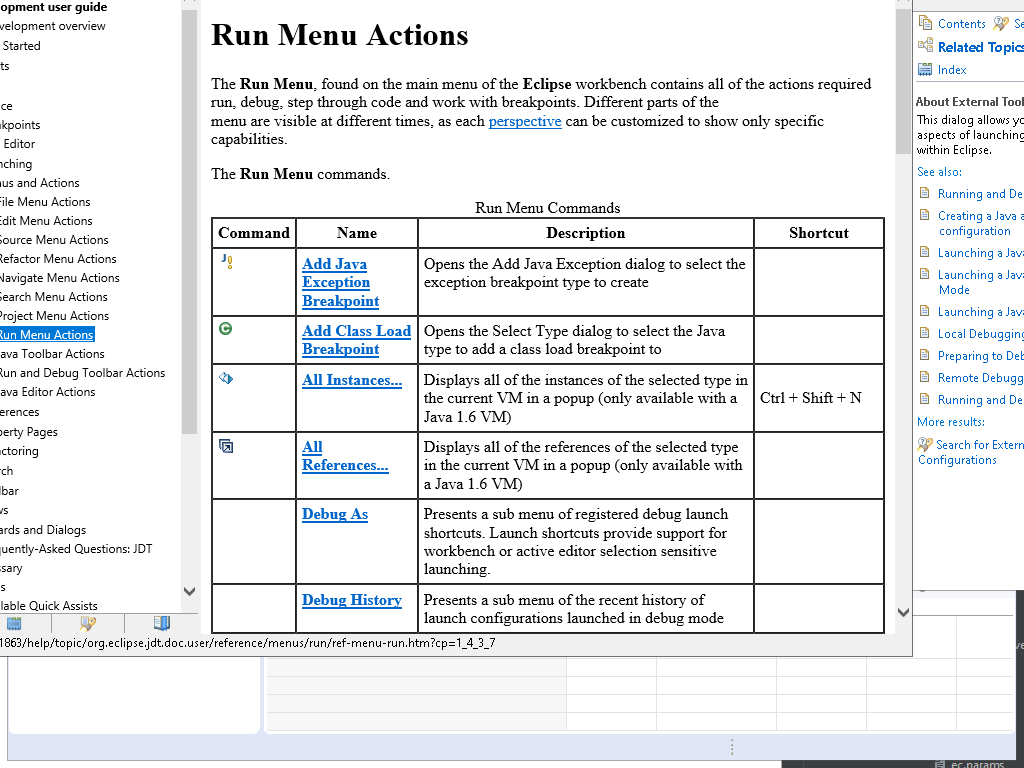 opment user guide
velopment overview
Started
ts
ce
kpoints
Editor
nching
nus and Actions
File Menu Actions
Edit Menu Actions
Source Menu Actions
Refactor Menu Actions
Navigate Menu Actions
Search Menu Actions
Project Menu Actions
Run Menu Actions
ava Toolbar Actions
Run and Debug Toolbar Actions
ava Editor Actions
erences
perty Pages
ctoring
rch
lbar
ws
ards and Dialogs
quently-Asked Questions: JDT
ssary
s
lable Quick Assists
Run Menu Actions
The Run Menu, found on the main menu of the Eclipse workbench contains all of the actions required
run, debug, step through code and work with breakpoints. Different parts of the
menu are visible at different times, as each perspective can be customized to show only specific
capabilities.
The Run Menu commands.
Run Menu Commands
Command Name Description Shortcut
Add Java
Exception
Breakpoint
Opens the Add Java Exception dialog to select the
exception breakpoint type to create
Add Class Load
Breakpoint
Opens the Select Type dialog to select the Java
type to add a class load breakpoint to
All Instances...
Displays all of the instances of the selected type in
the current VM in a popup (only available with a
Java 1.6 VM)
Ctrl + Shift + N
All
References...
Displays all of the references of the selected type
in the current VM in a popup (only available with
a Java 1.6 VM)
Debug As
Presents a sub menu of registered debug launch
shortcuts. Launch shortcuts provide support for
workbench or active editor selection sensitive
launching.
Debug History
Presents a sub menu of the recent history of
launch configurations launched in debug mode
1863/help/topic/org.eclipse.jdt.doc.user/reference/menus/run/ref-menu-run.htm?cp=1_4_3_7
Contents Se
Related Topics
Index
About External Tool
This dialog allows yo
aspects of launching
within Eclipse.
See also:
Running and De
Creating a Java a
configuration
Launching a Java
Launching a Java
Mode
Launching a Java
Local Debugging
Preparing to Deb
Remote Debugg
Running and De
More results:
Search for Extern
Configurations
ve
ec.params